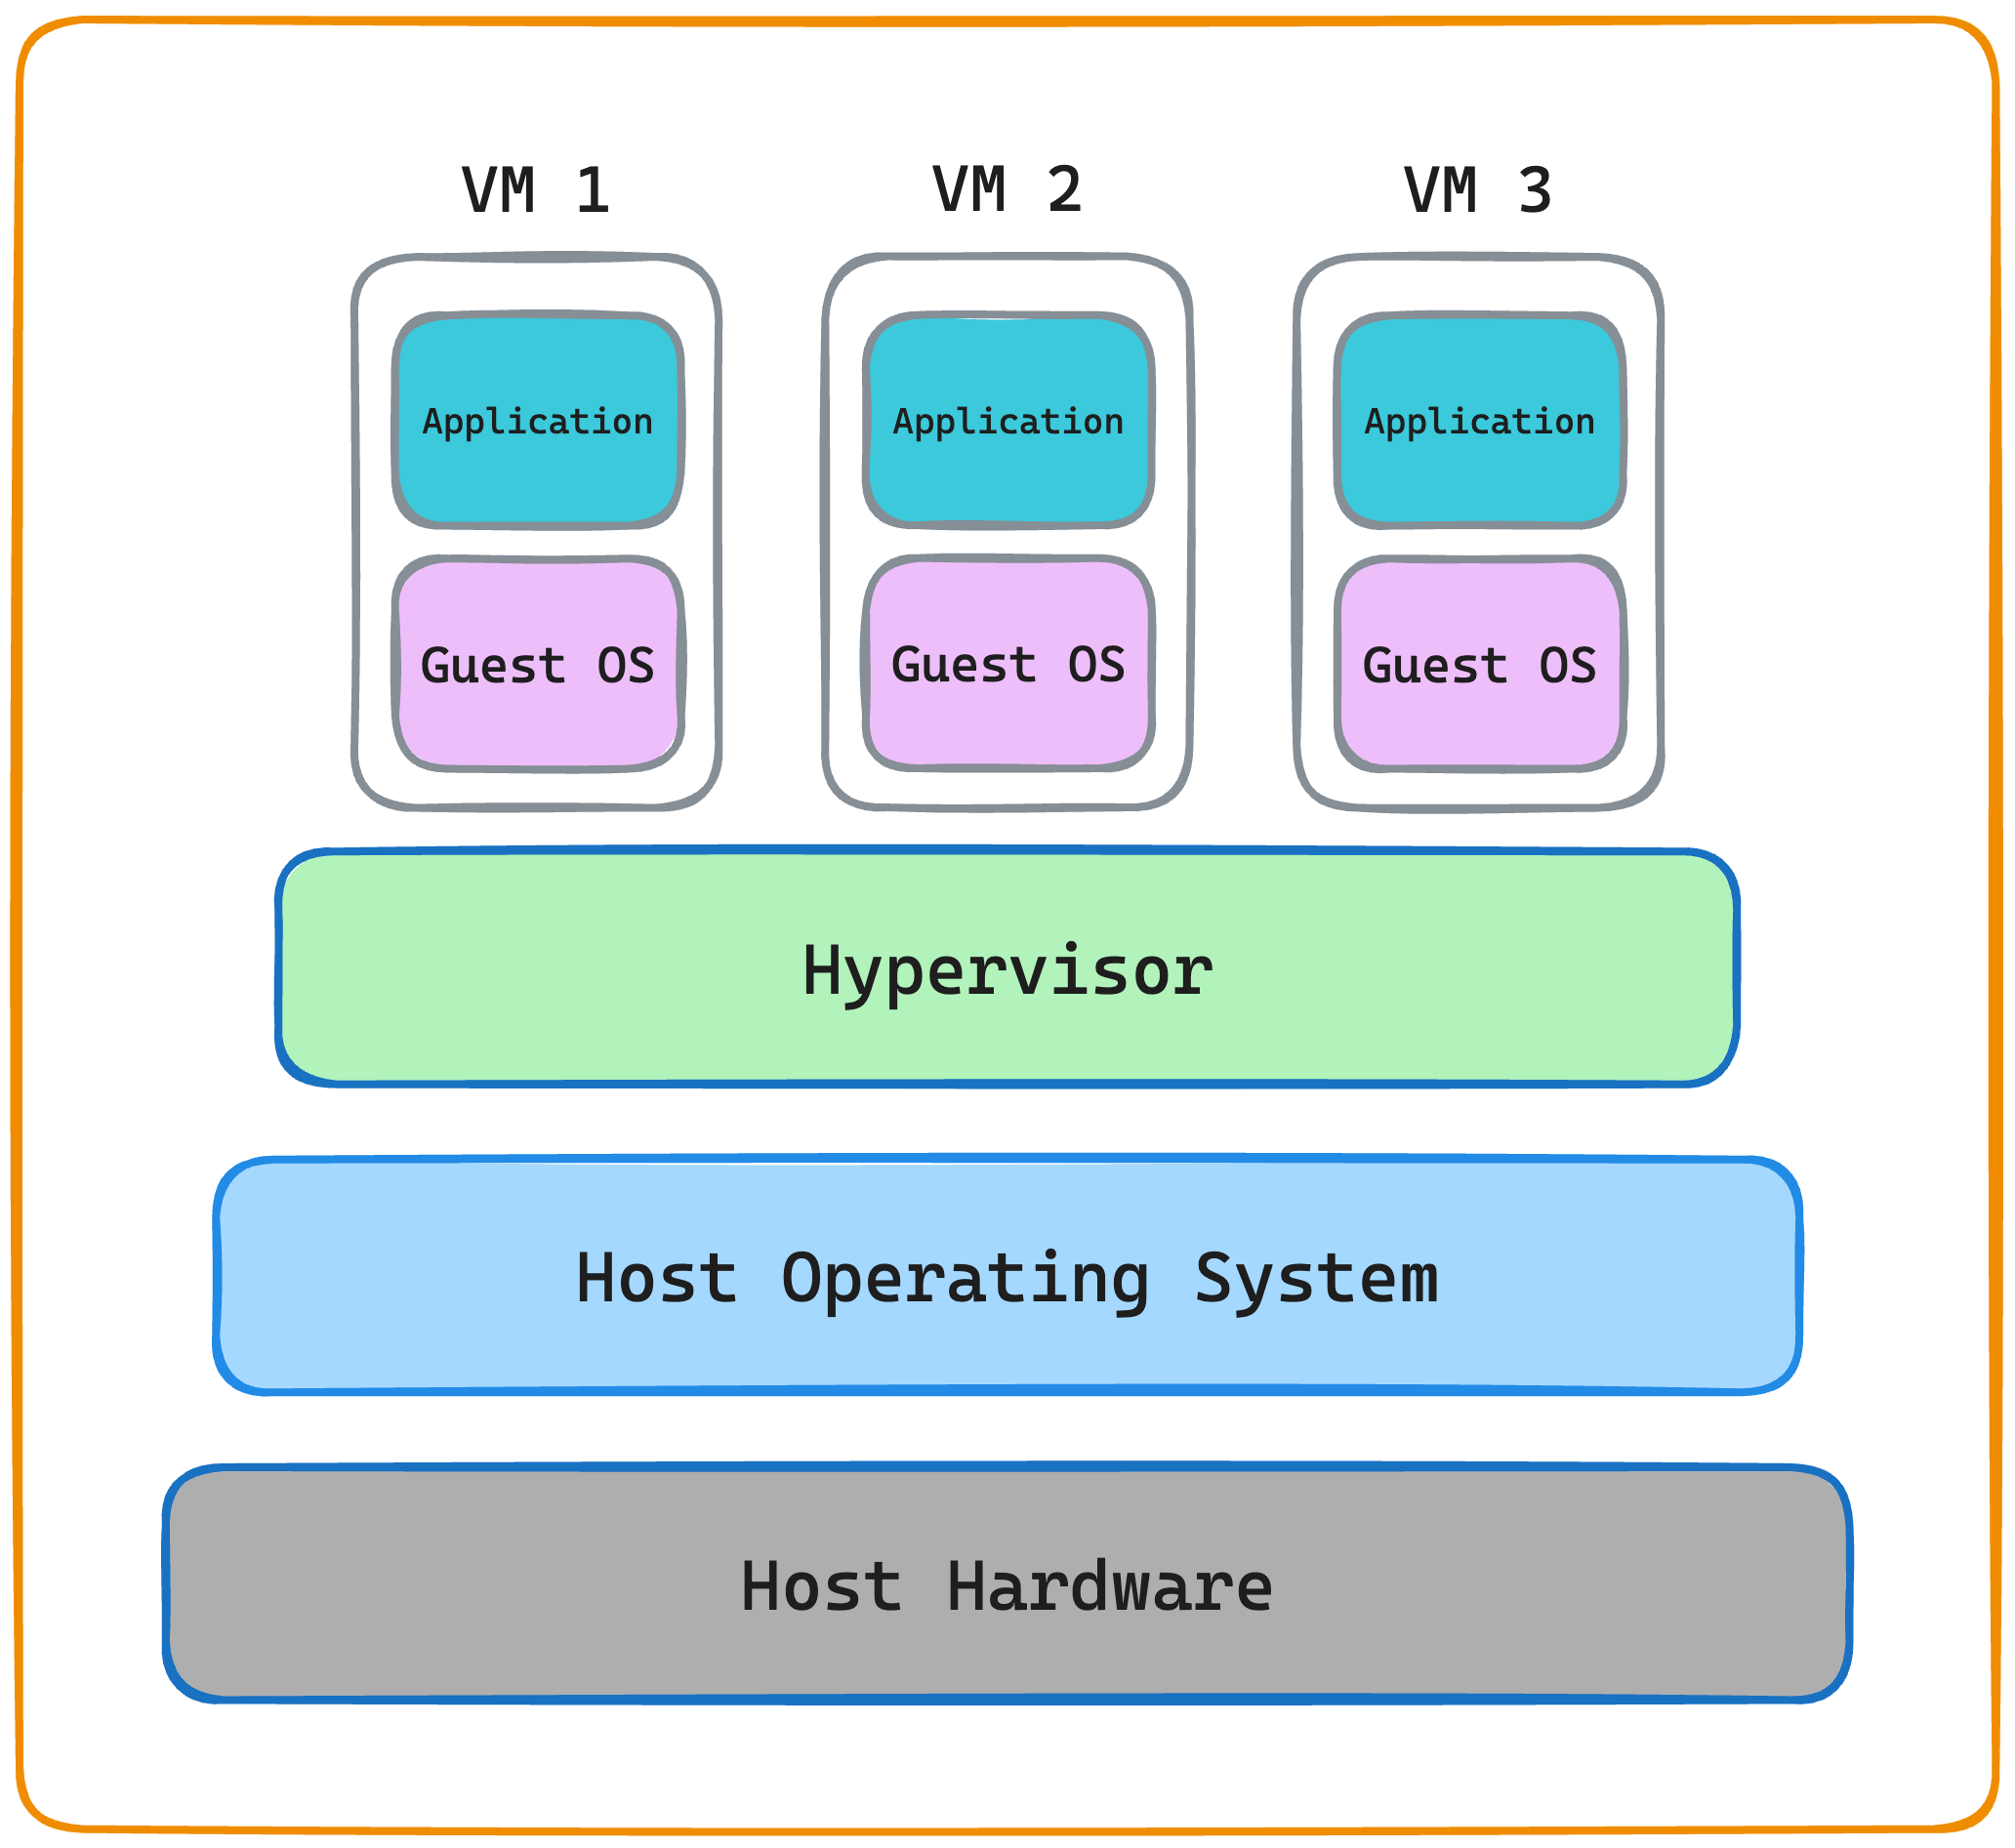 VM 1
VM 2
VM 3
Application
Application
Application
Guest OS
Guest OS
Guest OS
Hypervisor
Host Operating System
Host Hardware